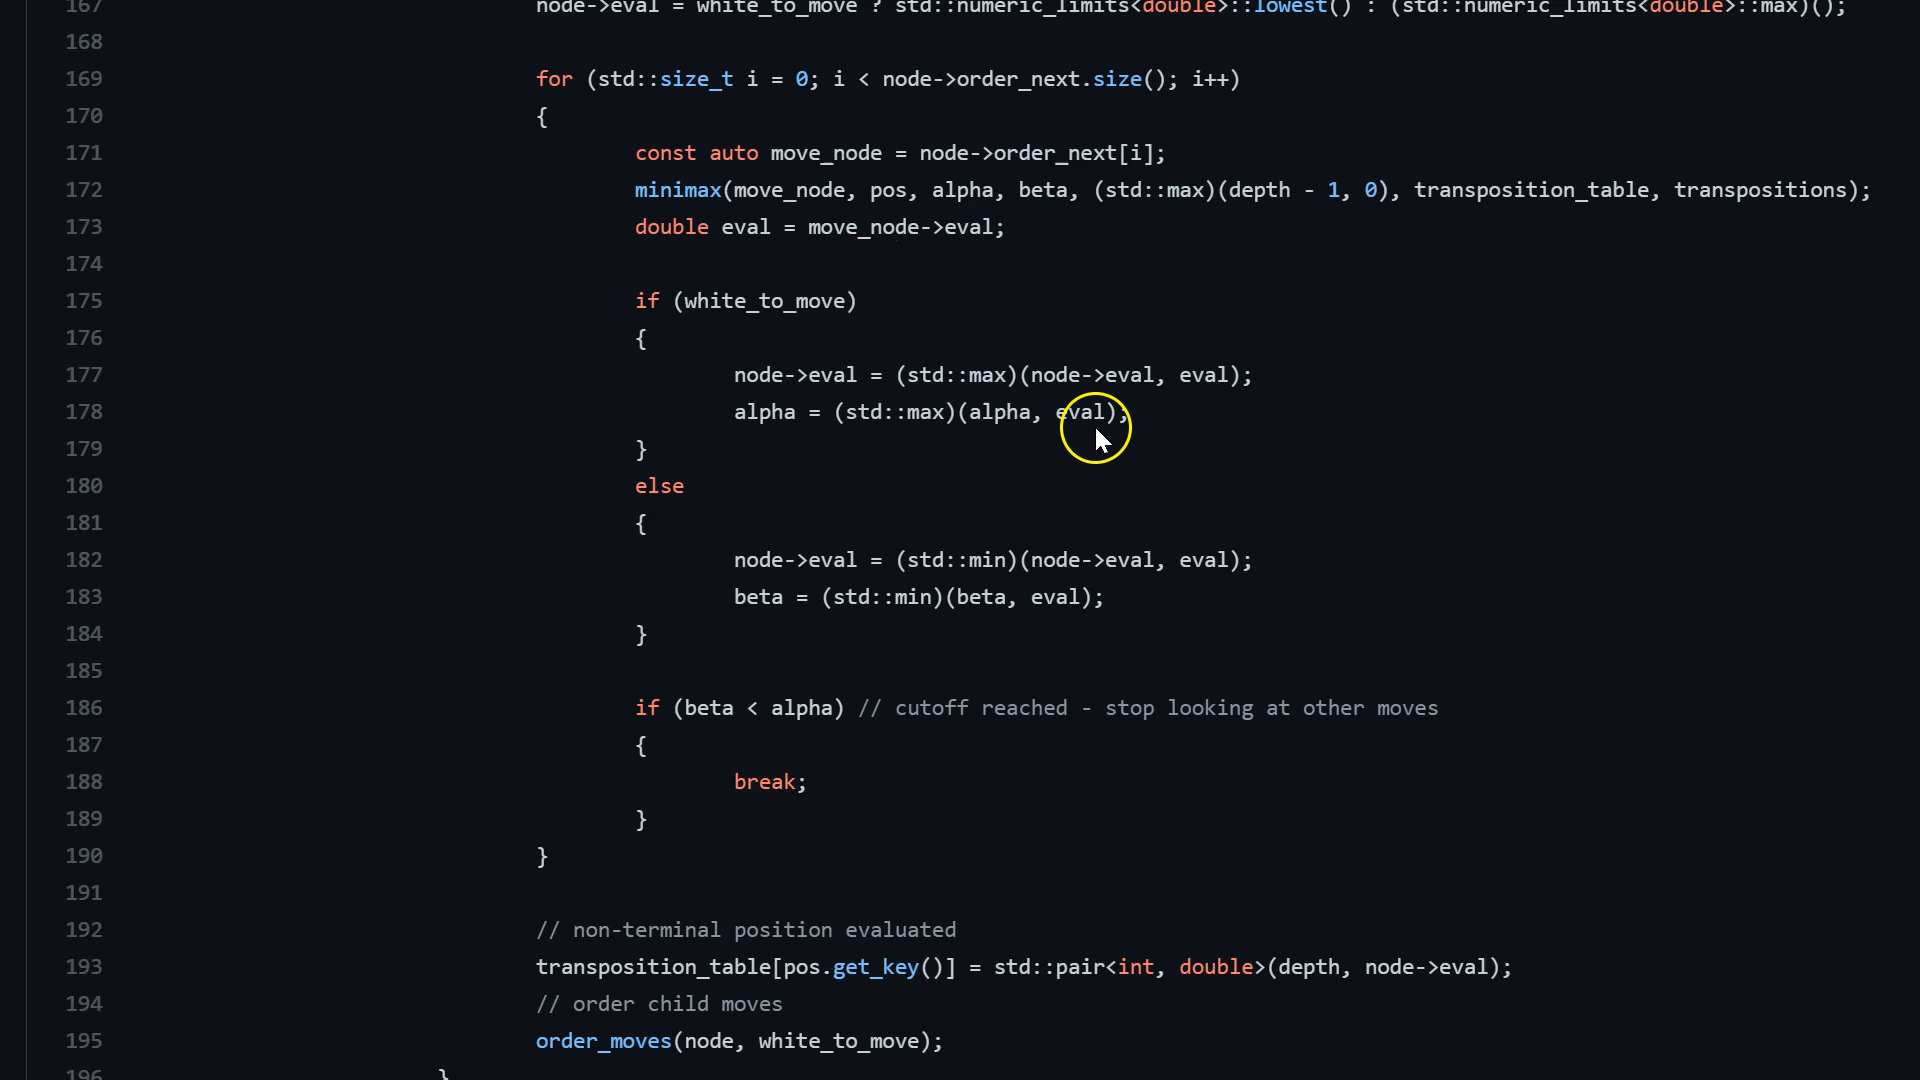 167 node->eval = white_to_move ? std::numeric_limits<double>::lowest() : (std::numeric_limits<double>::max)();
168
169 for (std::size_t i = 0; i < node->order_next.size(); i++)
170 {
171 const auto move_node = node->order_next[i];
172 minimax(move_node, pos, alpha, beta, (std::max)(depth - 1, 0), transposition_table, transpositions);
173 double eval = move_node->eval;
174
175 if (white_to_move)
176 {
177 node->eval = (std::max)(node->eval, eval);
178 alpha = (std::max)(alpha, eval);
179 }
180 else
181 {
182 node->eval = (std::min)(node->eval, eval);
183 beta = (std::min)(beta, eval);
184 }
185
186 if (beta < alpha) // cutoff reached - stop looking at other moves
187 {
188 break;
189 }
190 }
191
192 // non-terminal position evaluated
193 transposition_table[pos.get_key()] = std::pair<int, double>(depth, node->eval);
194 // order child moves
195 order_moves(node, white_to_move);
196 }